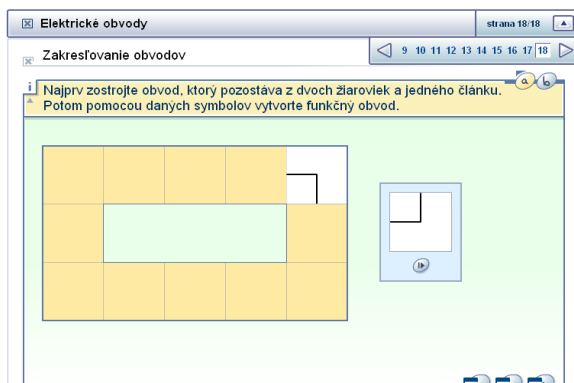 Elektrické obvody
strana 18/18
Zakresľovanie obvodov
9 10 11 12 13 14 15 16 17 18
i
Najprv zostrojte obvod, ktorý pozostáva z dvoch žiaroviek a jedného článku.
Potom pomocou daných symbolov vytvorte funkčný obvod.
a b